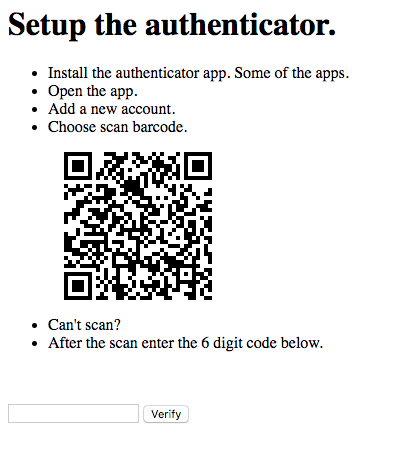 Setup the authenticator.
Install the authenticator app. Some of the apps.
Open the app.
Add a new account.
Choose scan barcode.
Can't scan?
After the scan enter the 6 digit code below.
Verify